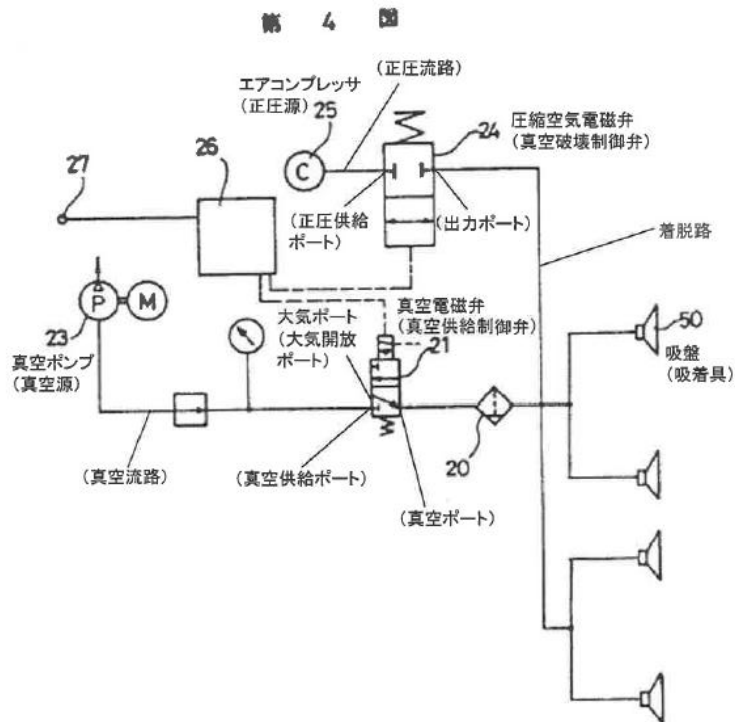 第 4 図
(正圧流路)
エアコンプレッサ
(正圧源)
25
24
圧縮空気電磁弁
(真空破壊制御弁)
26
27
C
(正圧供給
ポート)
(出力ポート)
着脱路
P
M
23
真空ポンプ
(真空源)
大気ポート
(大気開放
ポート)
真空電磁弁
(真空供給制御弁)
21
50
吸盤
(吸着具)
20
(真空流路)
(真空供給ポート)
(真空ポート)